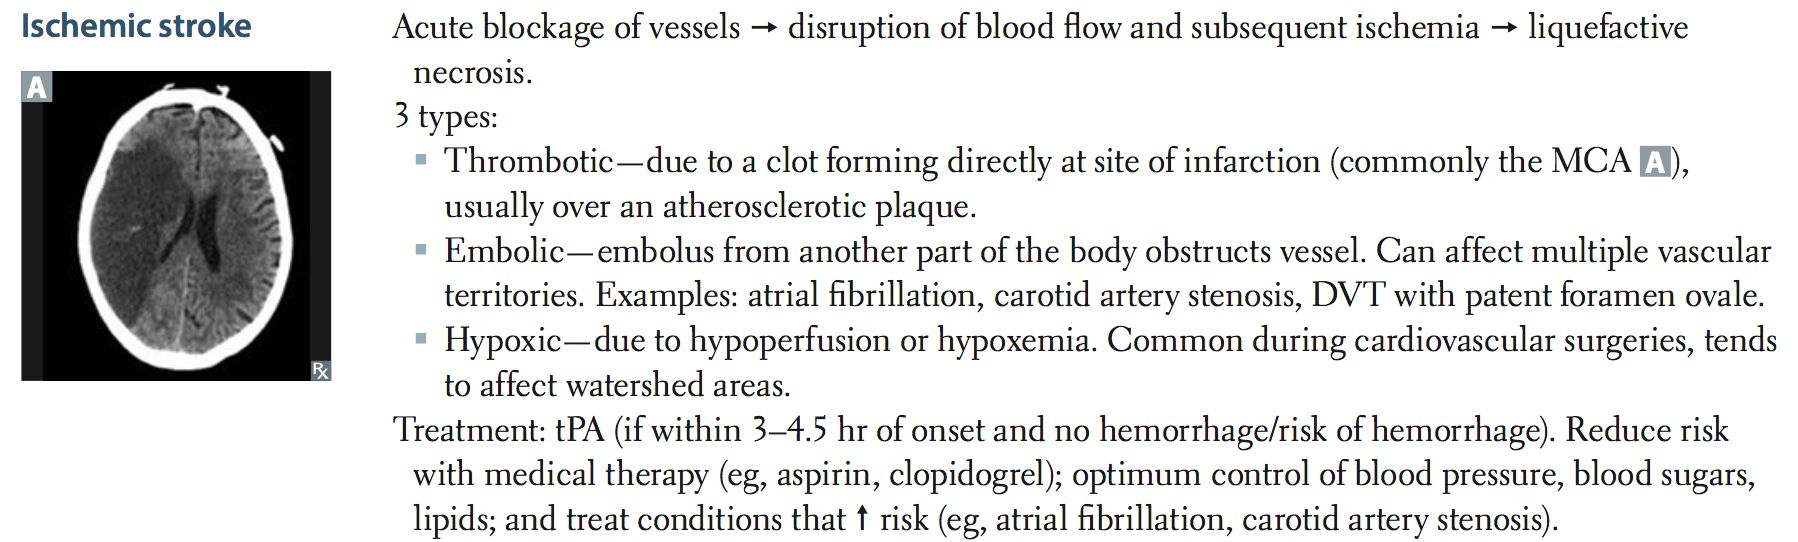 Ischemic stroke
A
℞
Acute blockage of vessels → disruption of blood flow and subsequent ischemia → liquefactive
necrosis.
3 types:
▪ Thrombotic—due to a clot forming directly at site of infarction (commonly the MCA A),
usually over an atherosclerotic plaque.
▪ Embolic—embolus from another part of the body obstructs vessel. Can affect multiple vascular
territories. Examples: atrial fibrillation, carotid artery stenosis, DVT with patent foramen ovale.
▪ Hypoxic—due to hypoperfusion or hypoxemia. Common during cardiovascular surgeries, tends
to affect watershed areas.
Treatment: tPA (if within 3–4.5 hr of onset and no hemorrhage/risk of hemorrhage). Reduce risk
with medical therapy (eg, aspirin, clopidogrel); optimum control of blood pressure, blood sugars,
lipids; and treat conditions that ↑ risk (eg, atrial fibrillation, carotid artery stenosis).